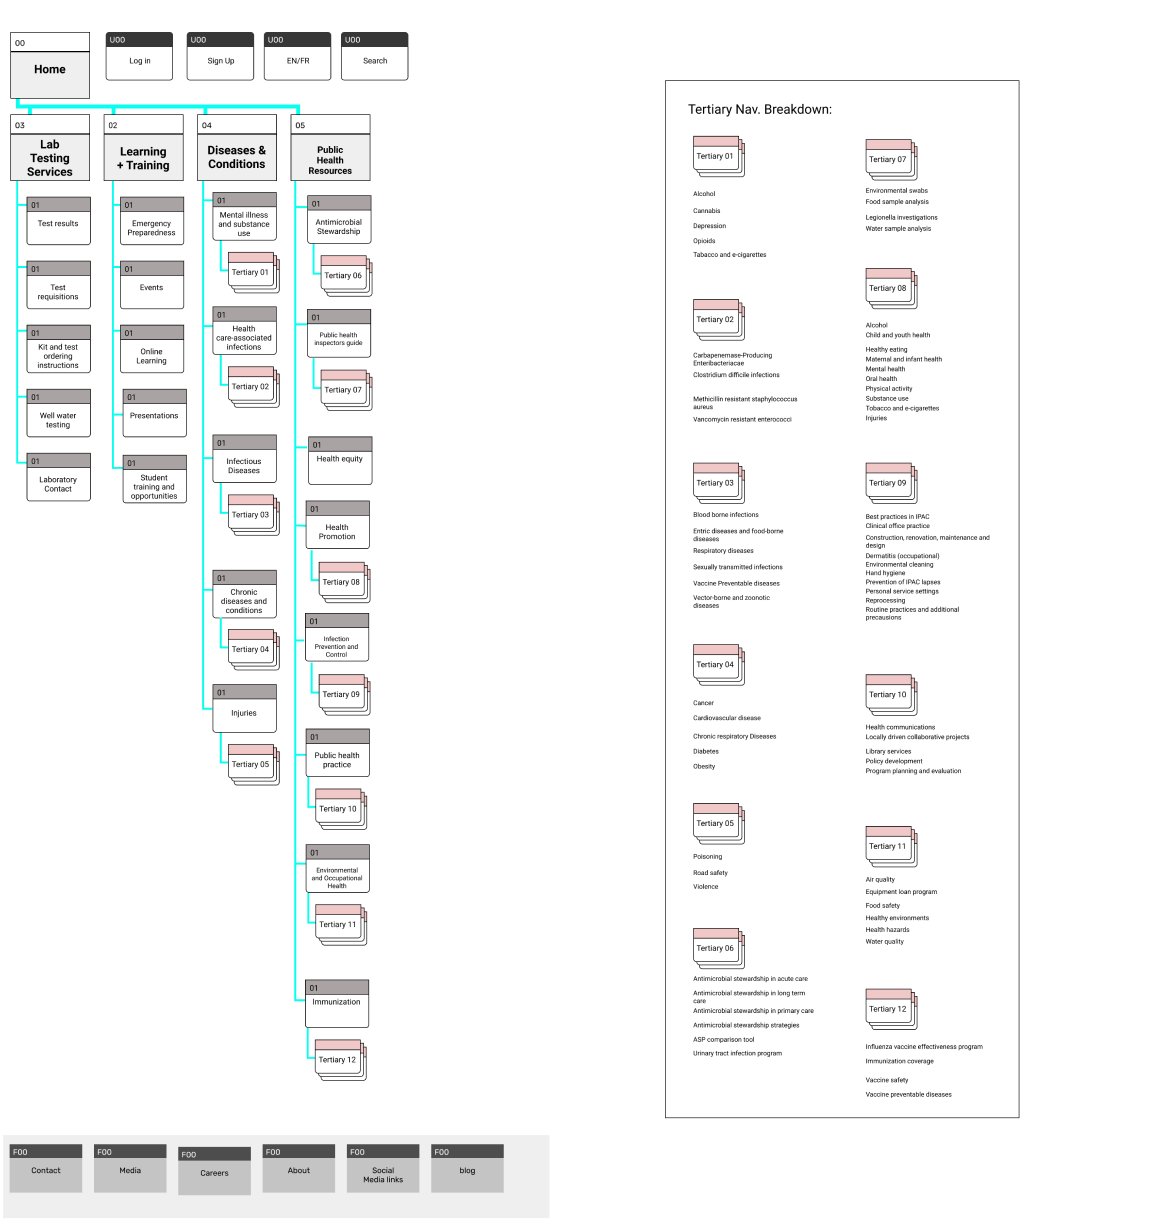 00
Home
U00
Log in
U00
Sign Up
U00
EN/FR
U00
Search
03
Lab
Testing
Services
01
Test results
01
Test
requisitions
01
Kit and test
ordering
instructions
01
Well water
testing
01
Laboratory
Contact
02
Learning
+ Training
01
Emergency
Preparedness
01
Events
01
Online
Learning
01
Presentations
01
Student
training and
opportunities
04
Diseases &
Conditions
01
Mental illness
and substance
use
Tertiary 01
01
Health
care-associated
infections
Tertiary 02
01
Infectious
Diseases
Tertiary 03
01
Chronic
diseases and
conditions
Tertiary 04
01
Injuries
Tertiary 05
05
Public
Health
Resources
01
Antimicrobial
Stewardship
Tertiary 06
01
Public health
inspectors guide
Tertiary 07
01
Health equity
01
Health
Promotion
Tertiary 08
01
Infection
Prevention and
Control
Tertiary 09
01
Public health
practice
Tertiary 10
01
Environmental
and Occupational
Health
Tertiary 11
01
Immunization
Tertiary 12
F00
Contact
F00
Media
F00
Careers
F00
About
F00
Social
Media links
F00
blog
Tertiary Nav. Breakdown:
Tertiary 01
Alcohol
Cannabis
Depression
Opioids
Tabacco and e-cigarettes
Tertiary 02
Carbapenemase-Producing
Enteribacteriacae
Clostridium difficile infections
Methicillin resistant staphylococcus
aureus
Vancomycin resistant enterococci
Tertiary 03
Blood borne infections
Entric diseases and food-borne
diseases
Respiratory diseases
Sexually transmitted infections
Vaccine Preventable diseases
Vector-borne and zoonotic
diseases
Tertiary 04
Cancer
Cardiovascular disease
Chronic respiratory Diseases
Diabetes
Obesity
Tertiary 05
Poisoning
Road safety
Violence
Tertiary 06
Antimicrobial stewardship in acute care
Antimicrobial stewardship in long term
care
Antimicrobial stewardship in primary care
Antimicrobial stewardship strategies
ASP comparison tool
Urinary tract infection program
Tertiary 07
Environmental swabs
Food sample analysis
Legionella investigations
Water sample analysis
Tertiary 08
Alcohol
Child and youth health
Healthy eating
Maternal and infant health
Mental health
Oral health
Physical activity
Substance use
Tobacco and e-cigarettes
Injuries
Tertiary 09
Best practices in IPAC
Clinical office practice
Construction, renovation, maintenance and
design
Dermatitis (occupational)
Environmental cleaning
Hand hygiene
Prevention of IPAC lapses
Personal service settings
Reprocessing
Routine practices and additional
precausions
Tertiary 10
Health communications
Locally driven collaborative projects
Library services
Policy development
Program planning and evaluation
Tertiary 11
Air quality
Equipment loan program
Food safety
Healthy environments
Health hazards
Water quality
Tertiary 12
Influenza vaccine effectiveness program
Immunization coverage
Vaccine safety
Vaccine preventable diseases